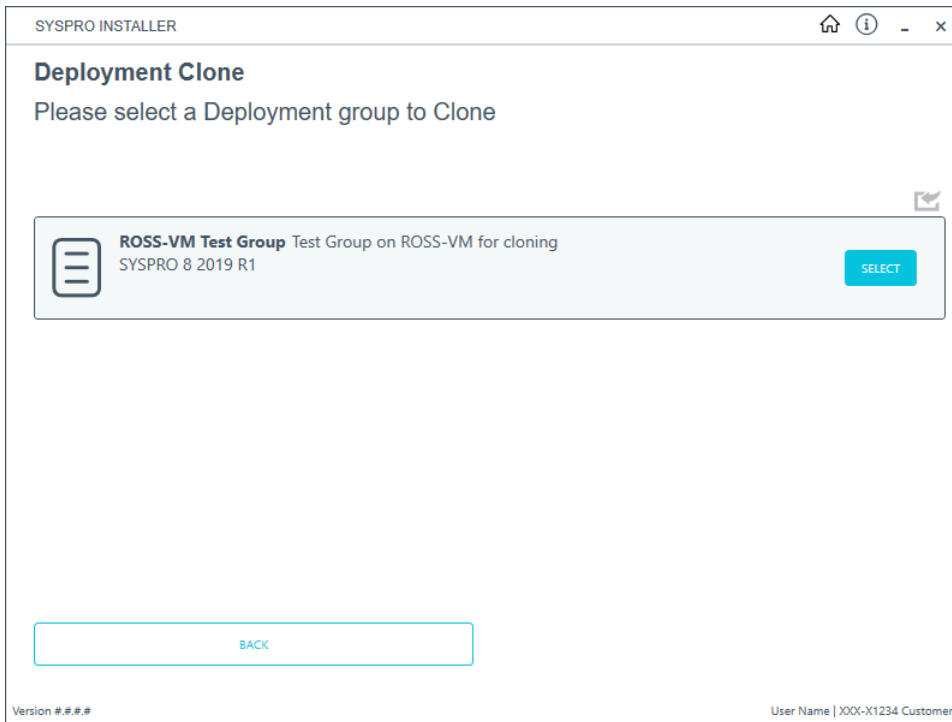 SYSPRO INSTALLER
Deployment Clone
Please select a Deployment group to Clone
ROSS-VM Test Group Test Group on ROSS-VM for cloning
SYSPRO 8 2019 R1
SELECT
BACK
Version #.#.#.#
User Name | XXX-X1234 Customer